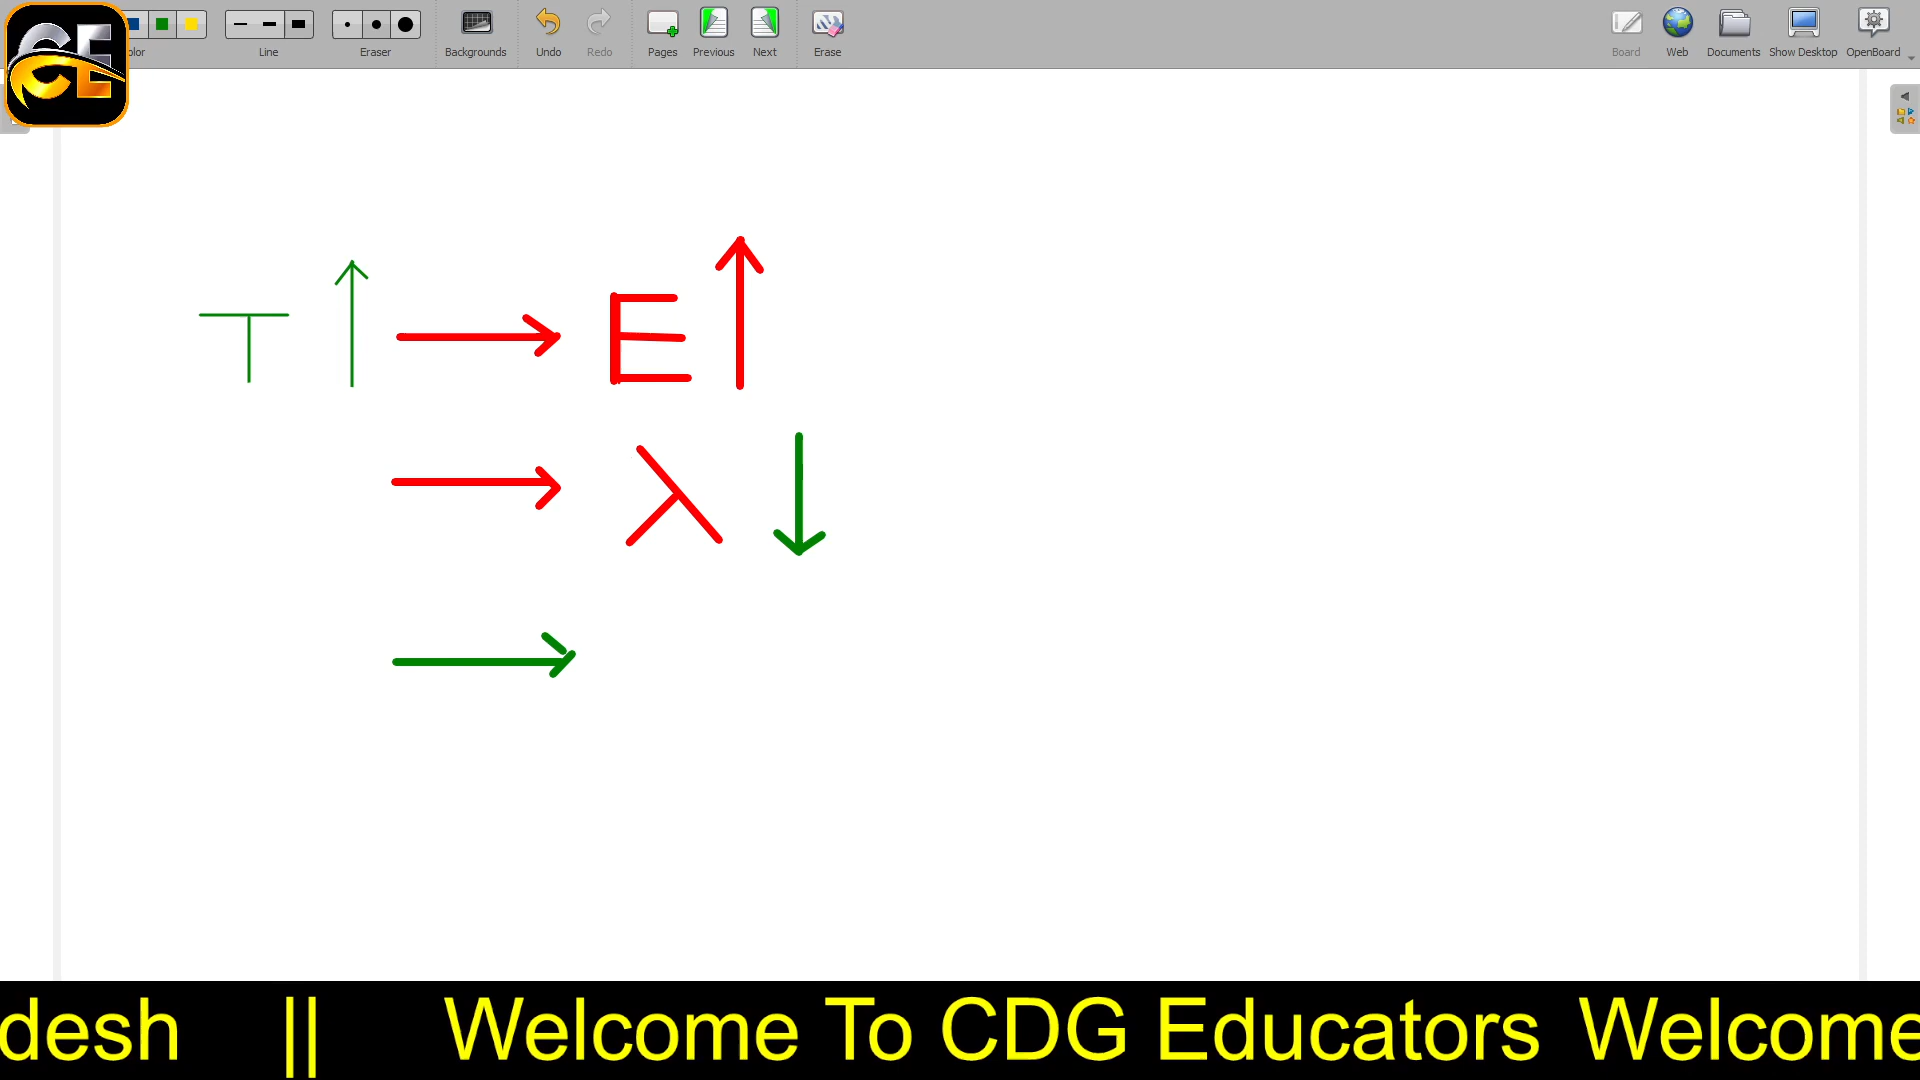 CE
olor
Line
Eraser
Backgrounds
Undo
Redo
Pages
Previous
Next
Erase
Board
Web
Documents
Show Desktop
OpenBoard
T ↑ → E ↑
→ λ ↓
→
desh || Welcome To CDG Educators Welcome